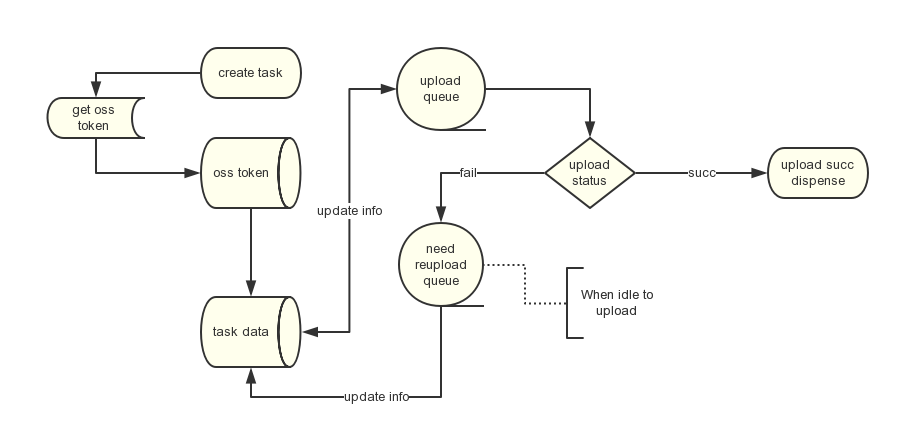 create task
get oss
token
oss token
task data
update info
upload
queue
upload
status
fail
succ
upload succ
dispense
need
reupload
queue
When idle to
upload
update info